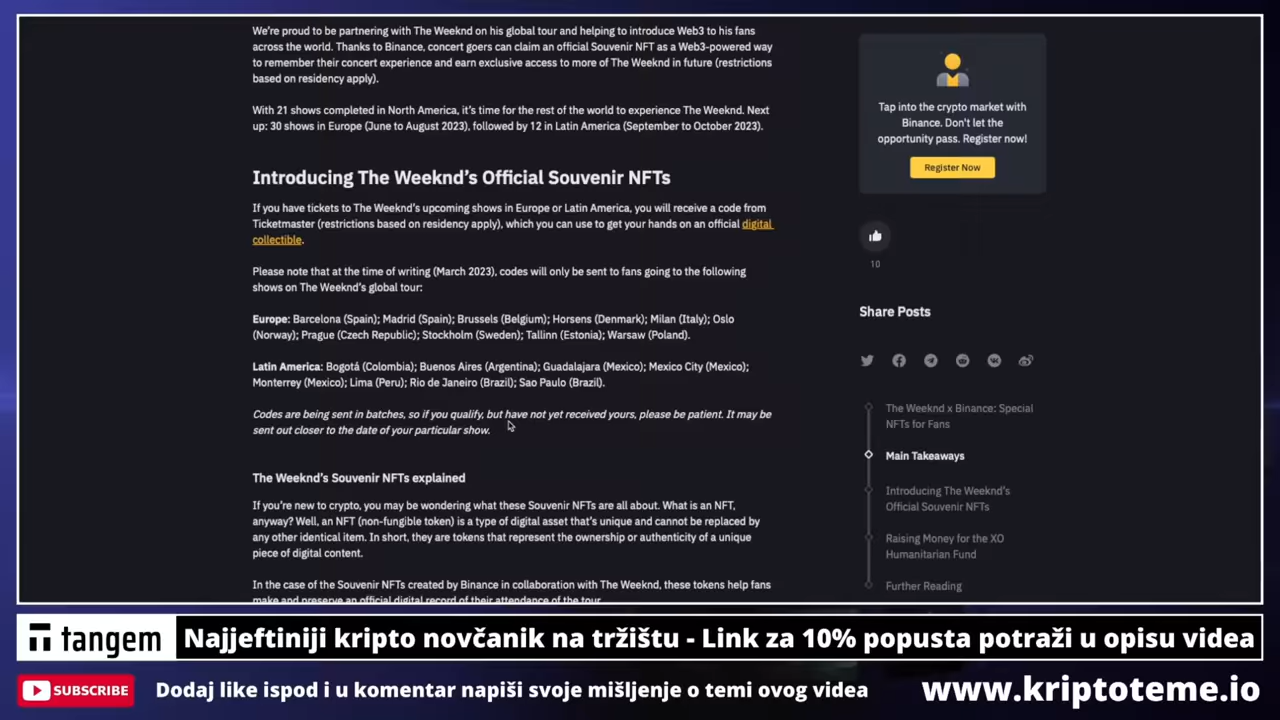 We're proud to be partnering with The Weeknd on his global tour and helping to introduce Web3 to his fans
across the world. Thanks to Binance, concert goers can claim an official Souvenir NFT as a Web3-powered way
to remember their concert experience and earn exclusive access to more of The Weeknd in future (restrictions
based on residency apply).
With 21 shows completed in North America, it's time for the rest of the world to experience The Weeknd. Next
up: 30 shows in Europe (June to August 2023), followed by 12 in Latin America (September to October 2023).
Introducing The Weeknd's Official Souvenir NFTs
If you have tickets to The Weeknd's upcoming shows in Europe or Latin America, you will receive a code from
Ticketmaster (restrictions based on residency apply), which you can use to get your hands on an official digital
collectible.
Please note that at the time of writing (March 2023), codes will only be sent to fans going to the following
shows on The Weeknd's global tour:
Europe: Barcelona (Spain); Madrid (Spain); Brussels (Belgium); Horsens (Denmark); Milan (Italy); Oslo
(Norway); Prague (Czech Republic); Stockholm (Sweden); Tallinn (Estonia); Warsaw (Poland).
Latin America: Bogotá (Colombia); Buenos Aires (Argentina); Guadalajara (Mexico); Mexico City (Mexico);
Monterrey (Mexico); Lima (Peru); Rio de Janeiro (Brazil); Sao Paulo (Brazil).
Codes are being sent in batches, so if you qualify, but have not yet received yours, please be patient. It may be
sent out closer to the date of your particular show.
The Weeknd's Souvenir NFTs explained
If you're new to crypto, you may be wondering what these Souvenir NFTs are all about. What is an NFT,
anyway? Well, an NFT (non-fungible token) is a type of digital asset that's unique and cannot be replaced by
any other identical item. In short, they are tokens that represent the ownership or authenticity of a unique
piece of digital content.
In the case of the Souvenir NFTs created by Binance in collaboration with The Weeknd, these tokens help fans
make and preserve an official digital record of their attendance of the tour.
Tap into the crypto market with
Binance. Don't let the
opportunity pass. Register now!
Register Now
10
Share Posts
The Weeknd x Binance: Special
NFTs for Fans
Main Takeaways
Introducing The Weeknd's
Official Souvenir NFTs
Raising Money for the XO
Humanitarian Fund
Further Reading
tangem
Najjeftiniji kripto novčanik na tržištu - Link za 10% popusta potraži u opisu videa
SUBSCRIBE
Dodaj like ispod i u komentar napiši svoje mišljenje o temi ovog videa
www.kriptoteme.io